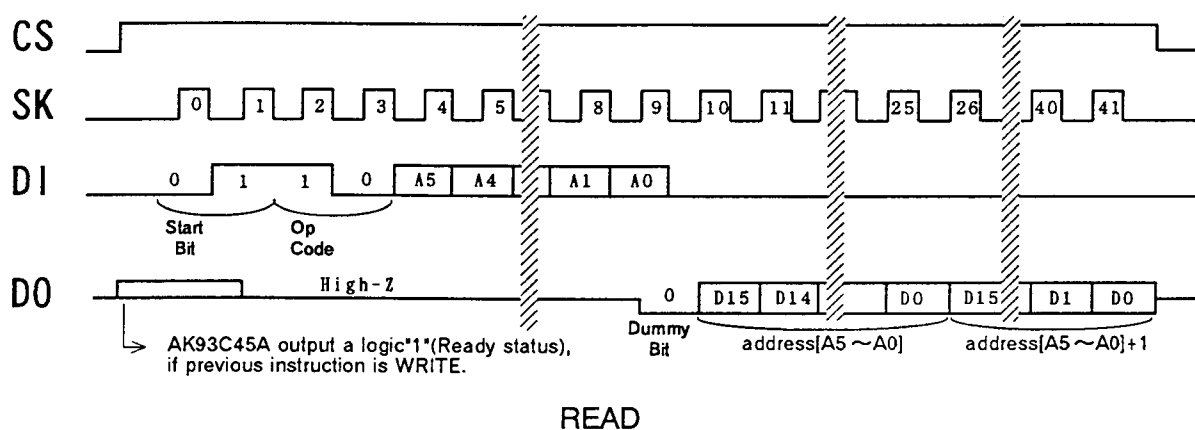 CS
SK 0 1 2 3 4 5 8 9 10 11 25 26 40 41
DI 0 1 1 0 A5 A4 A1 A0
Start Bit
Op Code
DO High-Z 0 D15 D14 D0 D15 D1 D0
Dummy Bit
address[A5 ~A0]
address[A5 ~A0]+1
AK93C45A output a logic"1"(Ready status),
if previous instruction is WRITE.
READ